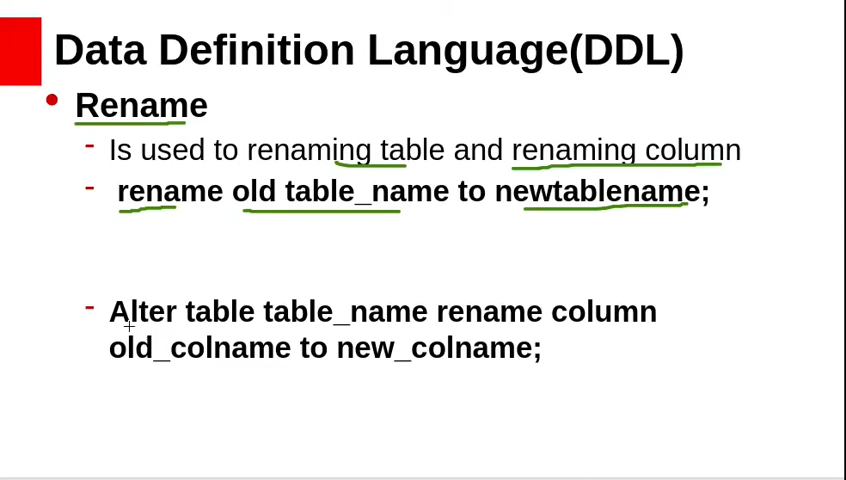 Data Definition Language(DDL)
• Rename
- Is used to renaming table and renaming column
- rename old table_name to newtablename;
- Alter table table_name rename column
old_colname to new_colname;